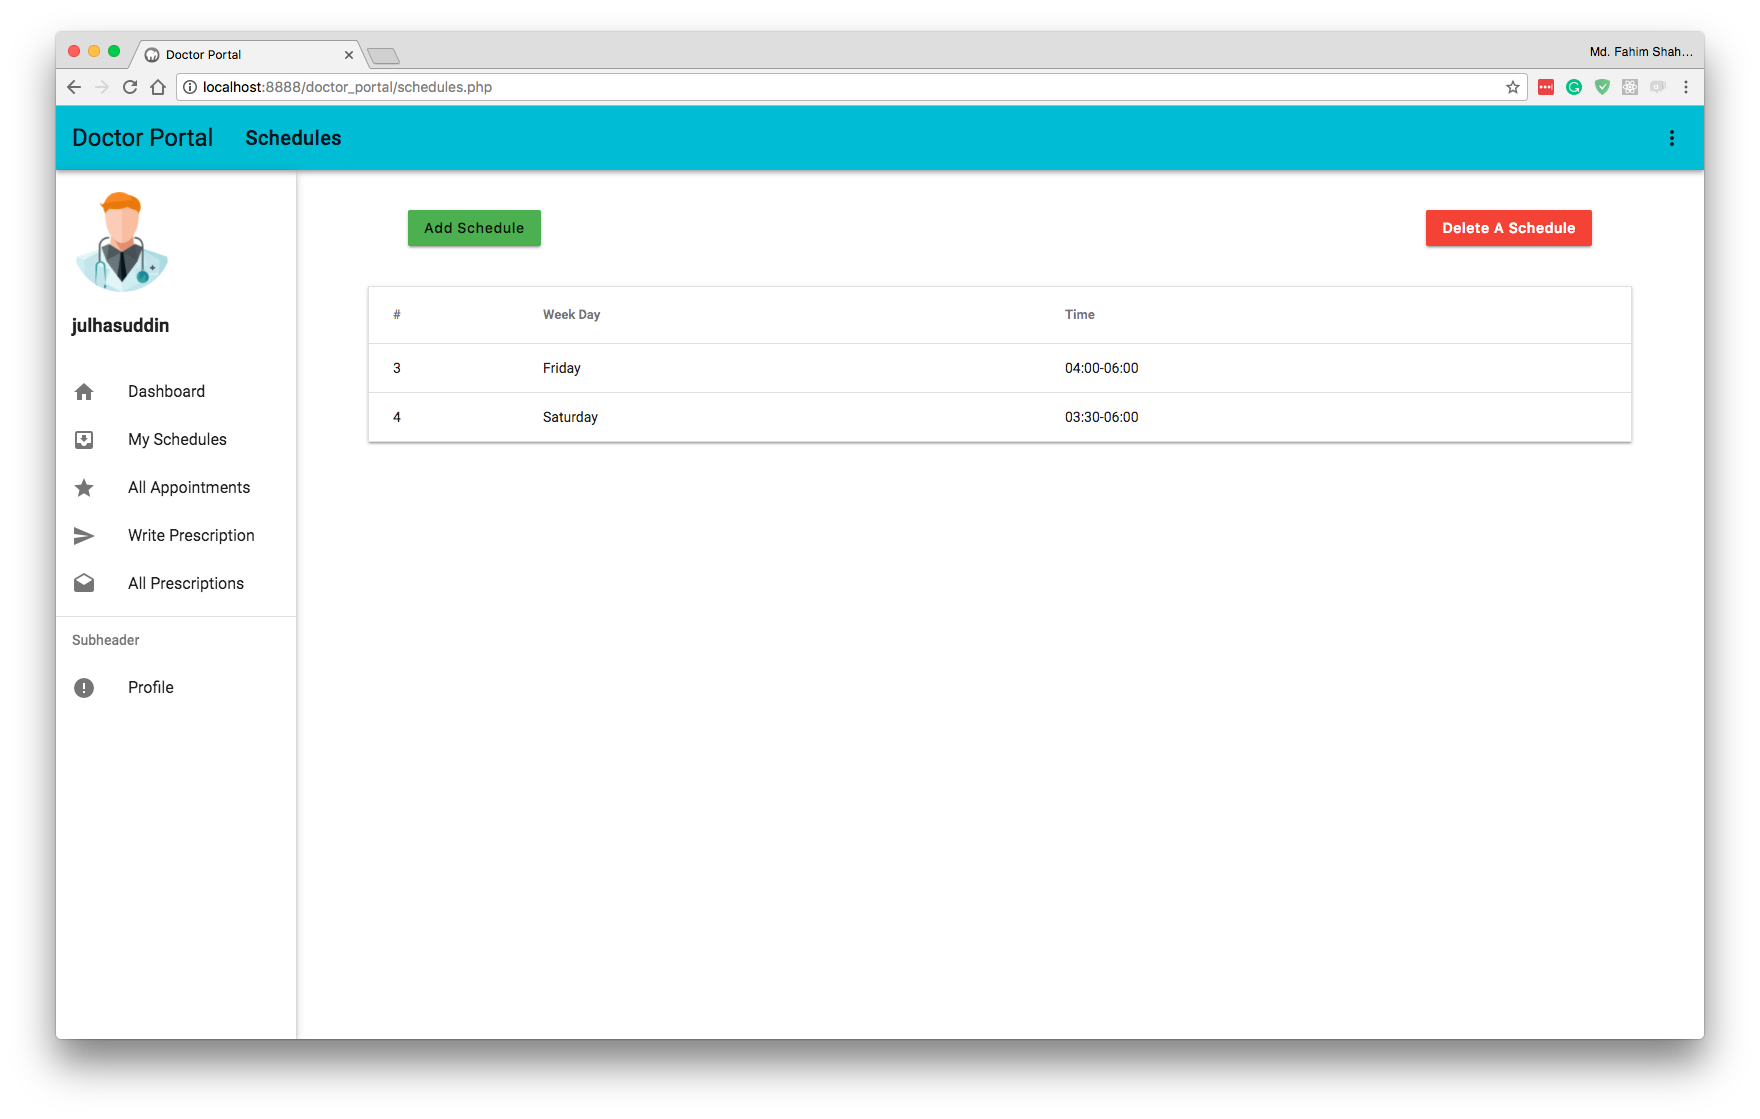 Doctor Portal
Md. Fahim Shah...
localhost:8888/doctor_portal/schedules.php
Doctor Portal Schedules
julhasuddin
Dashboard
My Schedules
All Appointments
Write Prescription
All Prescriptions
Subheader
Profile
Add Schedule Delete A Schedule
# Week Day Time
3 Friday 04:00-06:00
4 Saturday 03:30-06:00